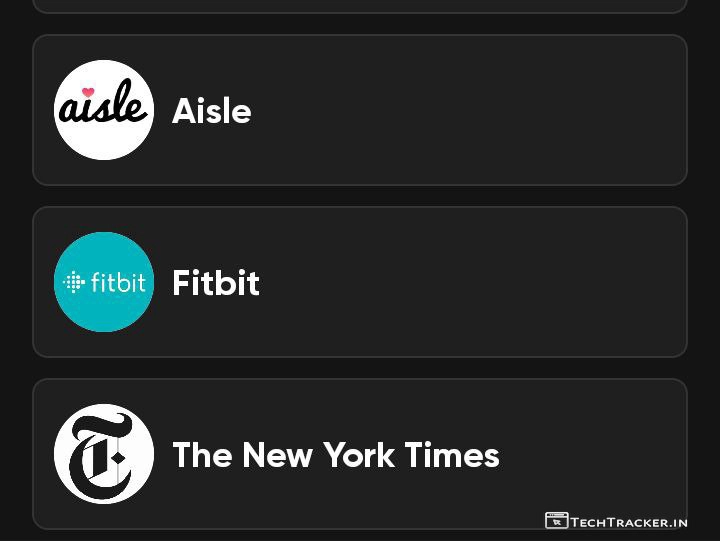 aisle
Aisle
fitbit
Fitbit
T
The New York Times
TECHTRACKER.IN